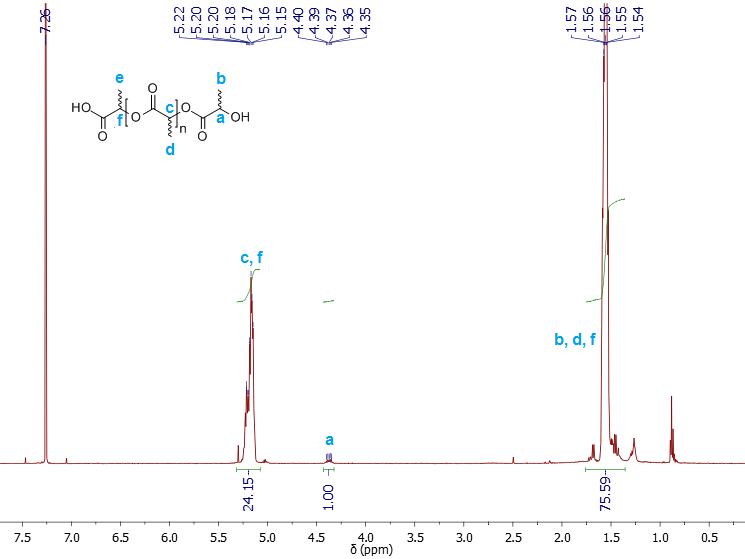 7.26
5.22
5.20
5.20
5.18
5.17
5.16
5.15
4.40
4.39
4.37
4.36
4.35
1.57
1.56
1.56
1.55
1.54
e
b
HO
O
O
c
O
a
OH
f
O
n
O
d
c, f
b, d, f
a
24.15
1.00
75.59
7.5 7.0 6.5 6.0 5.5 5.0 4.5 4.0 3.5 3.0 2.5 2.0 1.5 1.0 0.5
δ (ppm)